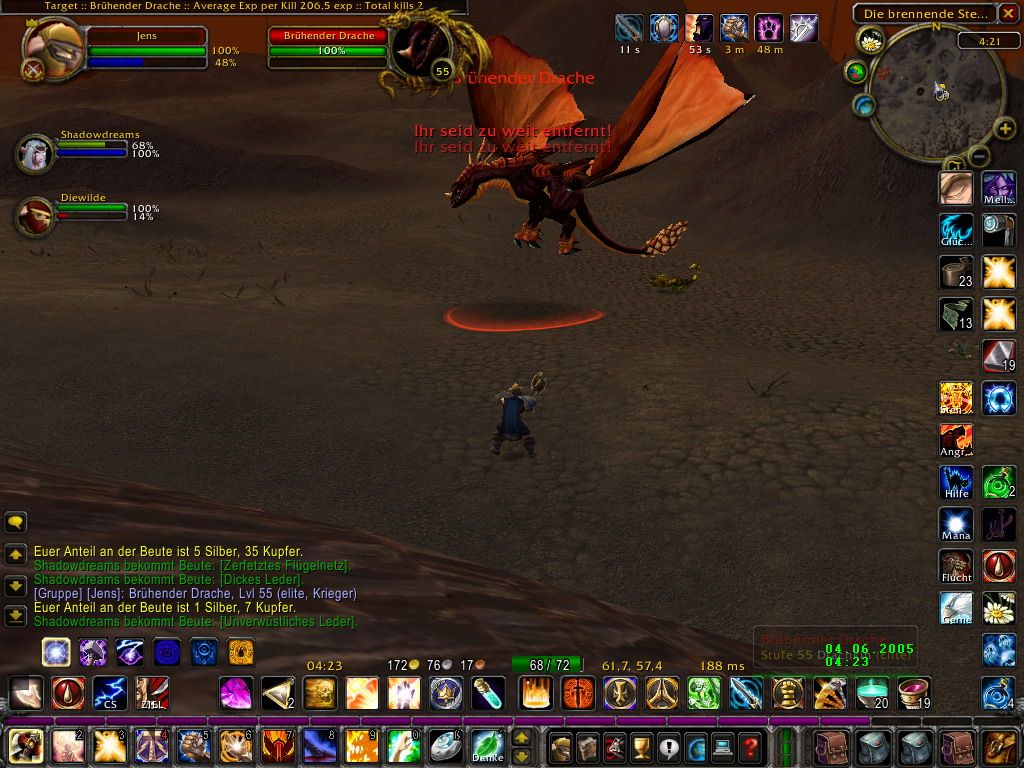 Target :: Brühender Drache :: Average Exp per Kill 206,5 exp :: Total kills 2
Jens
100%
48%
Brühender Drache
100%
55
11 s
53 s
3 m
48 m
Die brennende Ste...
N
4:21
Brühender Drache
Ihr seid zu weit entfernt!
Ihr seid zu weit entfernt!
Shadowdreams
68%
100%
Diewilde
100%
14%
Mell...
Glüc...
23
13
19
Angr...
Hilfe
2
Mana
Flucht
Euer Anteil an der Beute ist 5 Silber, 35 Kupfer.
Shadowdreams bekommt Beute: [Zerfetztes Flügelnetz].
Shadowdreams bekommt Beute: [Dickes Leder].
[Gruppe] [Jens]: Brühender Drache, Lvl 55 (elite, Krieger)
Euer Anteil an der Beute ist 1 Silber, 7 Kupfer.
Shadowdreams bekommt Beute: [Unverwüstliches Leder].
Brühender Drache
Stufe 55
04.06.2005
04:23
04:23
172
76
17
68 / 72
61,7, 57,4
188 ms
CS
ZIEL
2
20
19
4
2
3
4
5
6
7
8
9
0
ß
Danke